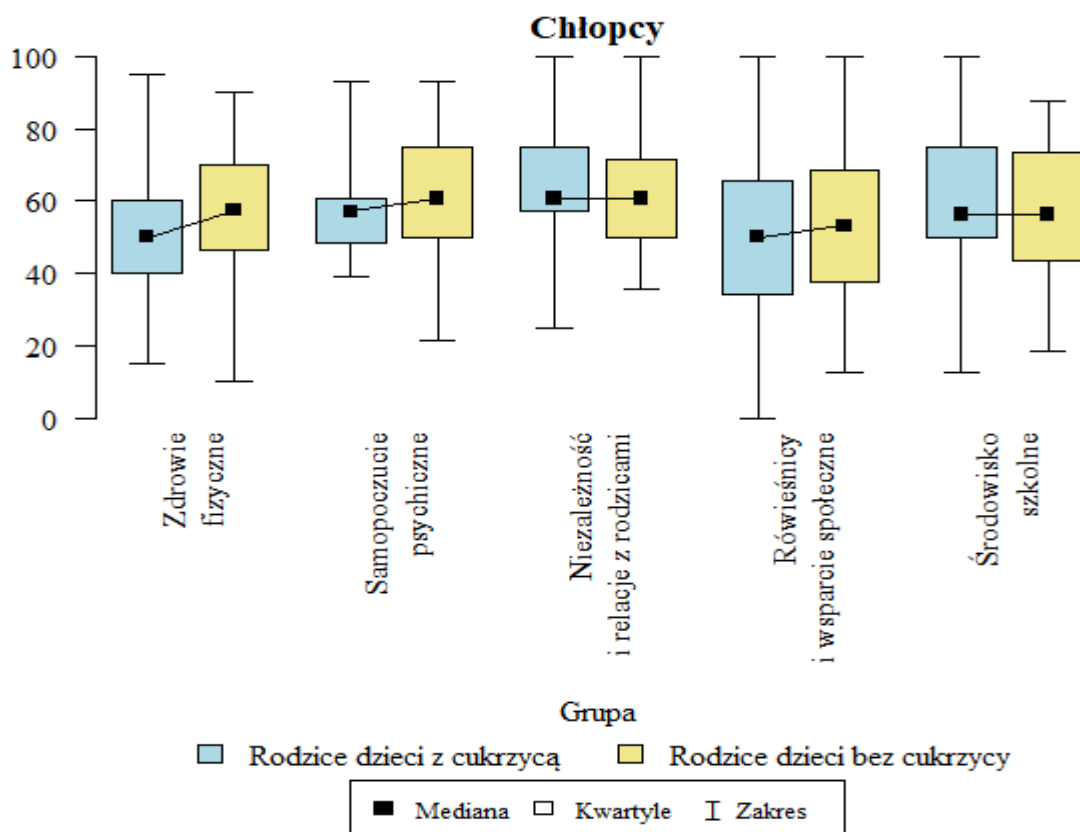 Chłopcy
100
80
60
40
20
0
Zdrowie
fizyczne
Samopoczucie
psychiczne
Niezależność
i relacje z rodzicami
Rówieśnicy
i wsparcie społeczne
Środowisko
szkolne
Grupa
Rodzice dzieci z cukrzycą
Rodzice dzieci bez cukrzycy
Mediana
Kwartyle
Zakres